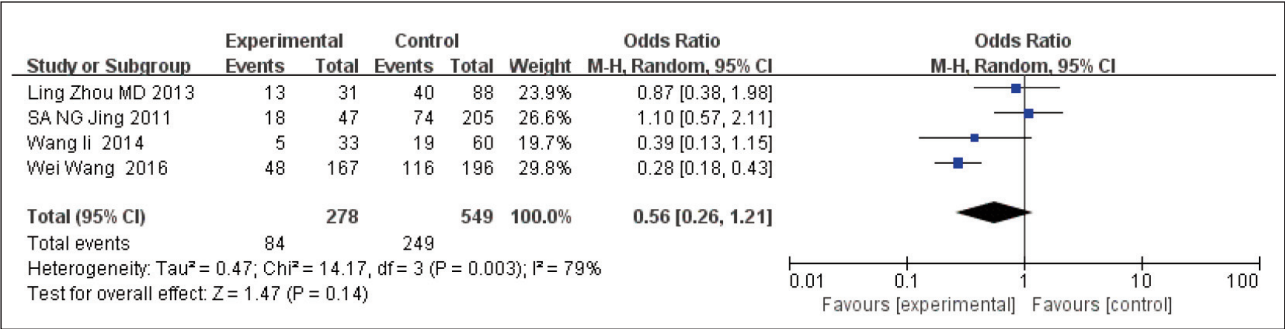 Experimental Control Odds Ratio Odds Ratio
Study or Subgroup Events Total Events Total Weight M-H, Random, 95% CI M-H, Random, 95% CI
Ling Zhou MD 2013 13 31 40 88 23.9% 0.87 [0.38, 1.98]
SA NG Jing 2011 18 47 74 205 26.6% 1.10 [0.57, 2.11]
Wang li 2014 5 33 19 60 19.7% 0.39 [0.13, 1.15]
Wei Wang 2016 48 167 116 196 29.8% 0.28 [0.18, 0.43]
Total (95% CI) 278 549 100.0% 0.56 [0.26, 1.21]
Total events 84 249
Heterogeneity: Tau² = 0.47; Chi² = 14.17, df = 3 (P = 0.003); I² = 79%
Test for overall effect: Z = 1.47 (P = 0.14)
0.01 0.1 1 10 100
Favours [experimental] Favours [control]